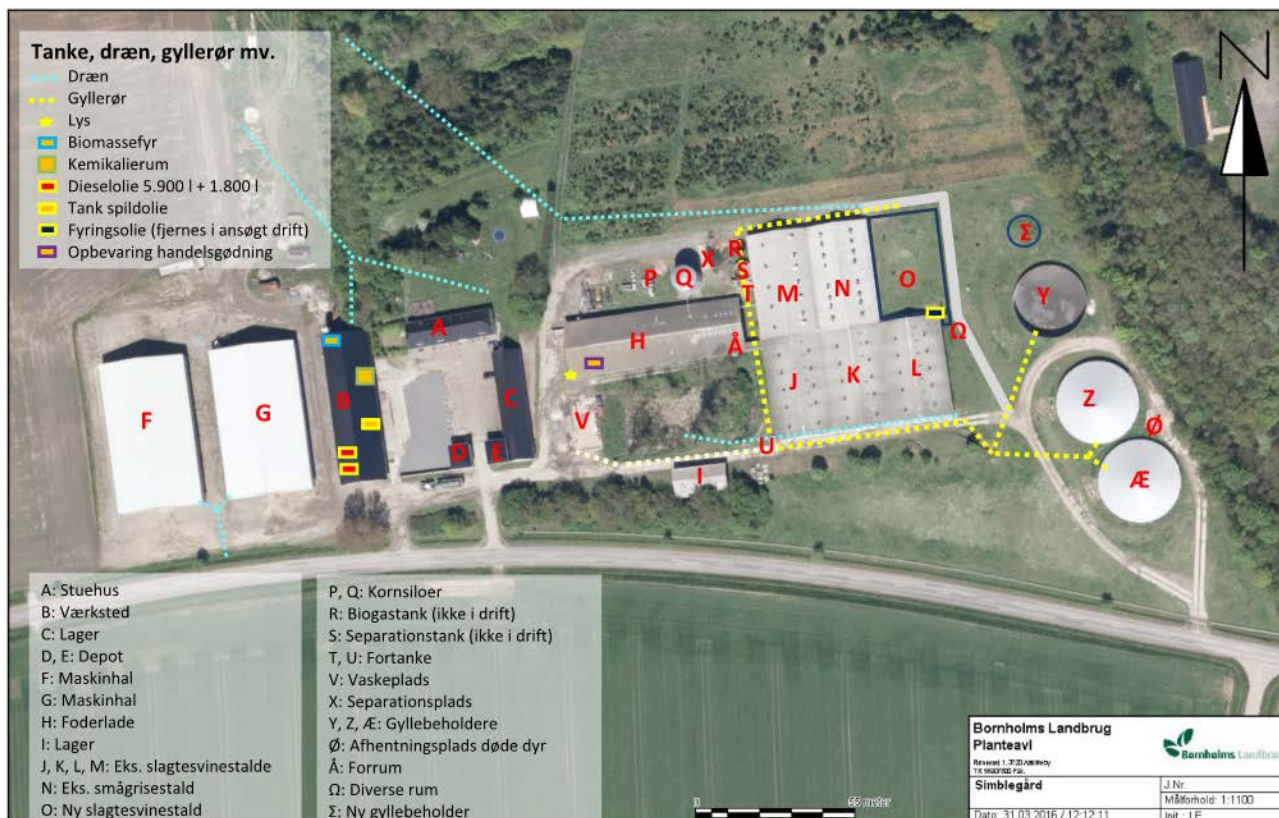 Tanke, dræn, gyllerør mv.
Dræn
Gyllerør
Lys
Biomassefyr
Kemikalierum
Dieselolie 5.900 l + 1.800 l
Tank spildolie
Fyringsolie (fjernes i ansøgt drift)
Opbevaring handelsgødning
N
R
X
S
P
Q
T
M
N
O
Σ
Y
Ω
A
H
Å
B
C
F
G
J
K
L
Z
V
D
E
U
I
Ø
Æ
A: Stuehus
B: Værksted
C: Lager
D, E: Depot
F: Maskinhal
G: Maskinhal
H: Foderlade
I: Lager
J, K, L, M: Eks. slagtesvinestalde
N: Eks. smågrisestald
O: Ny slagtesvinestald
P, Q: Kornsiloer
R: Biogastank (ikke i drift)
S: Separationstank (ikke i drift)
T, U: Fortanke
V: Vaskeplads
X: Separationsplads
Y, Z, Æ: Gyllebeholdere
Ø: Afhentningsplads døde dyr
Å: Forrum
Ω: Diverse rum
Σ: Ny gyllebeholder
55 meter
Bornholms Landbrug
Planteavl
Bornholms Landbrug
Simblegård
J.Nr.
Målforhold: 1:1100
Dato: 31.03.2016 / 12:12:11
Init.: LE